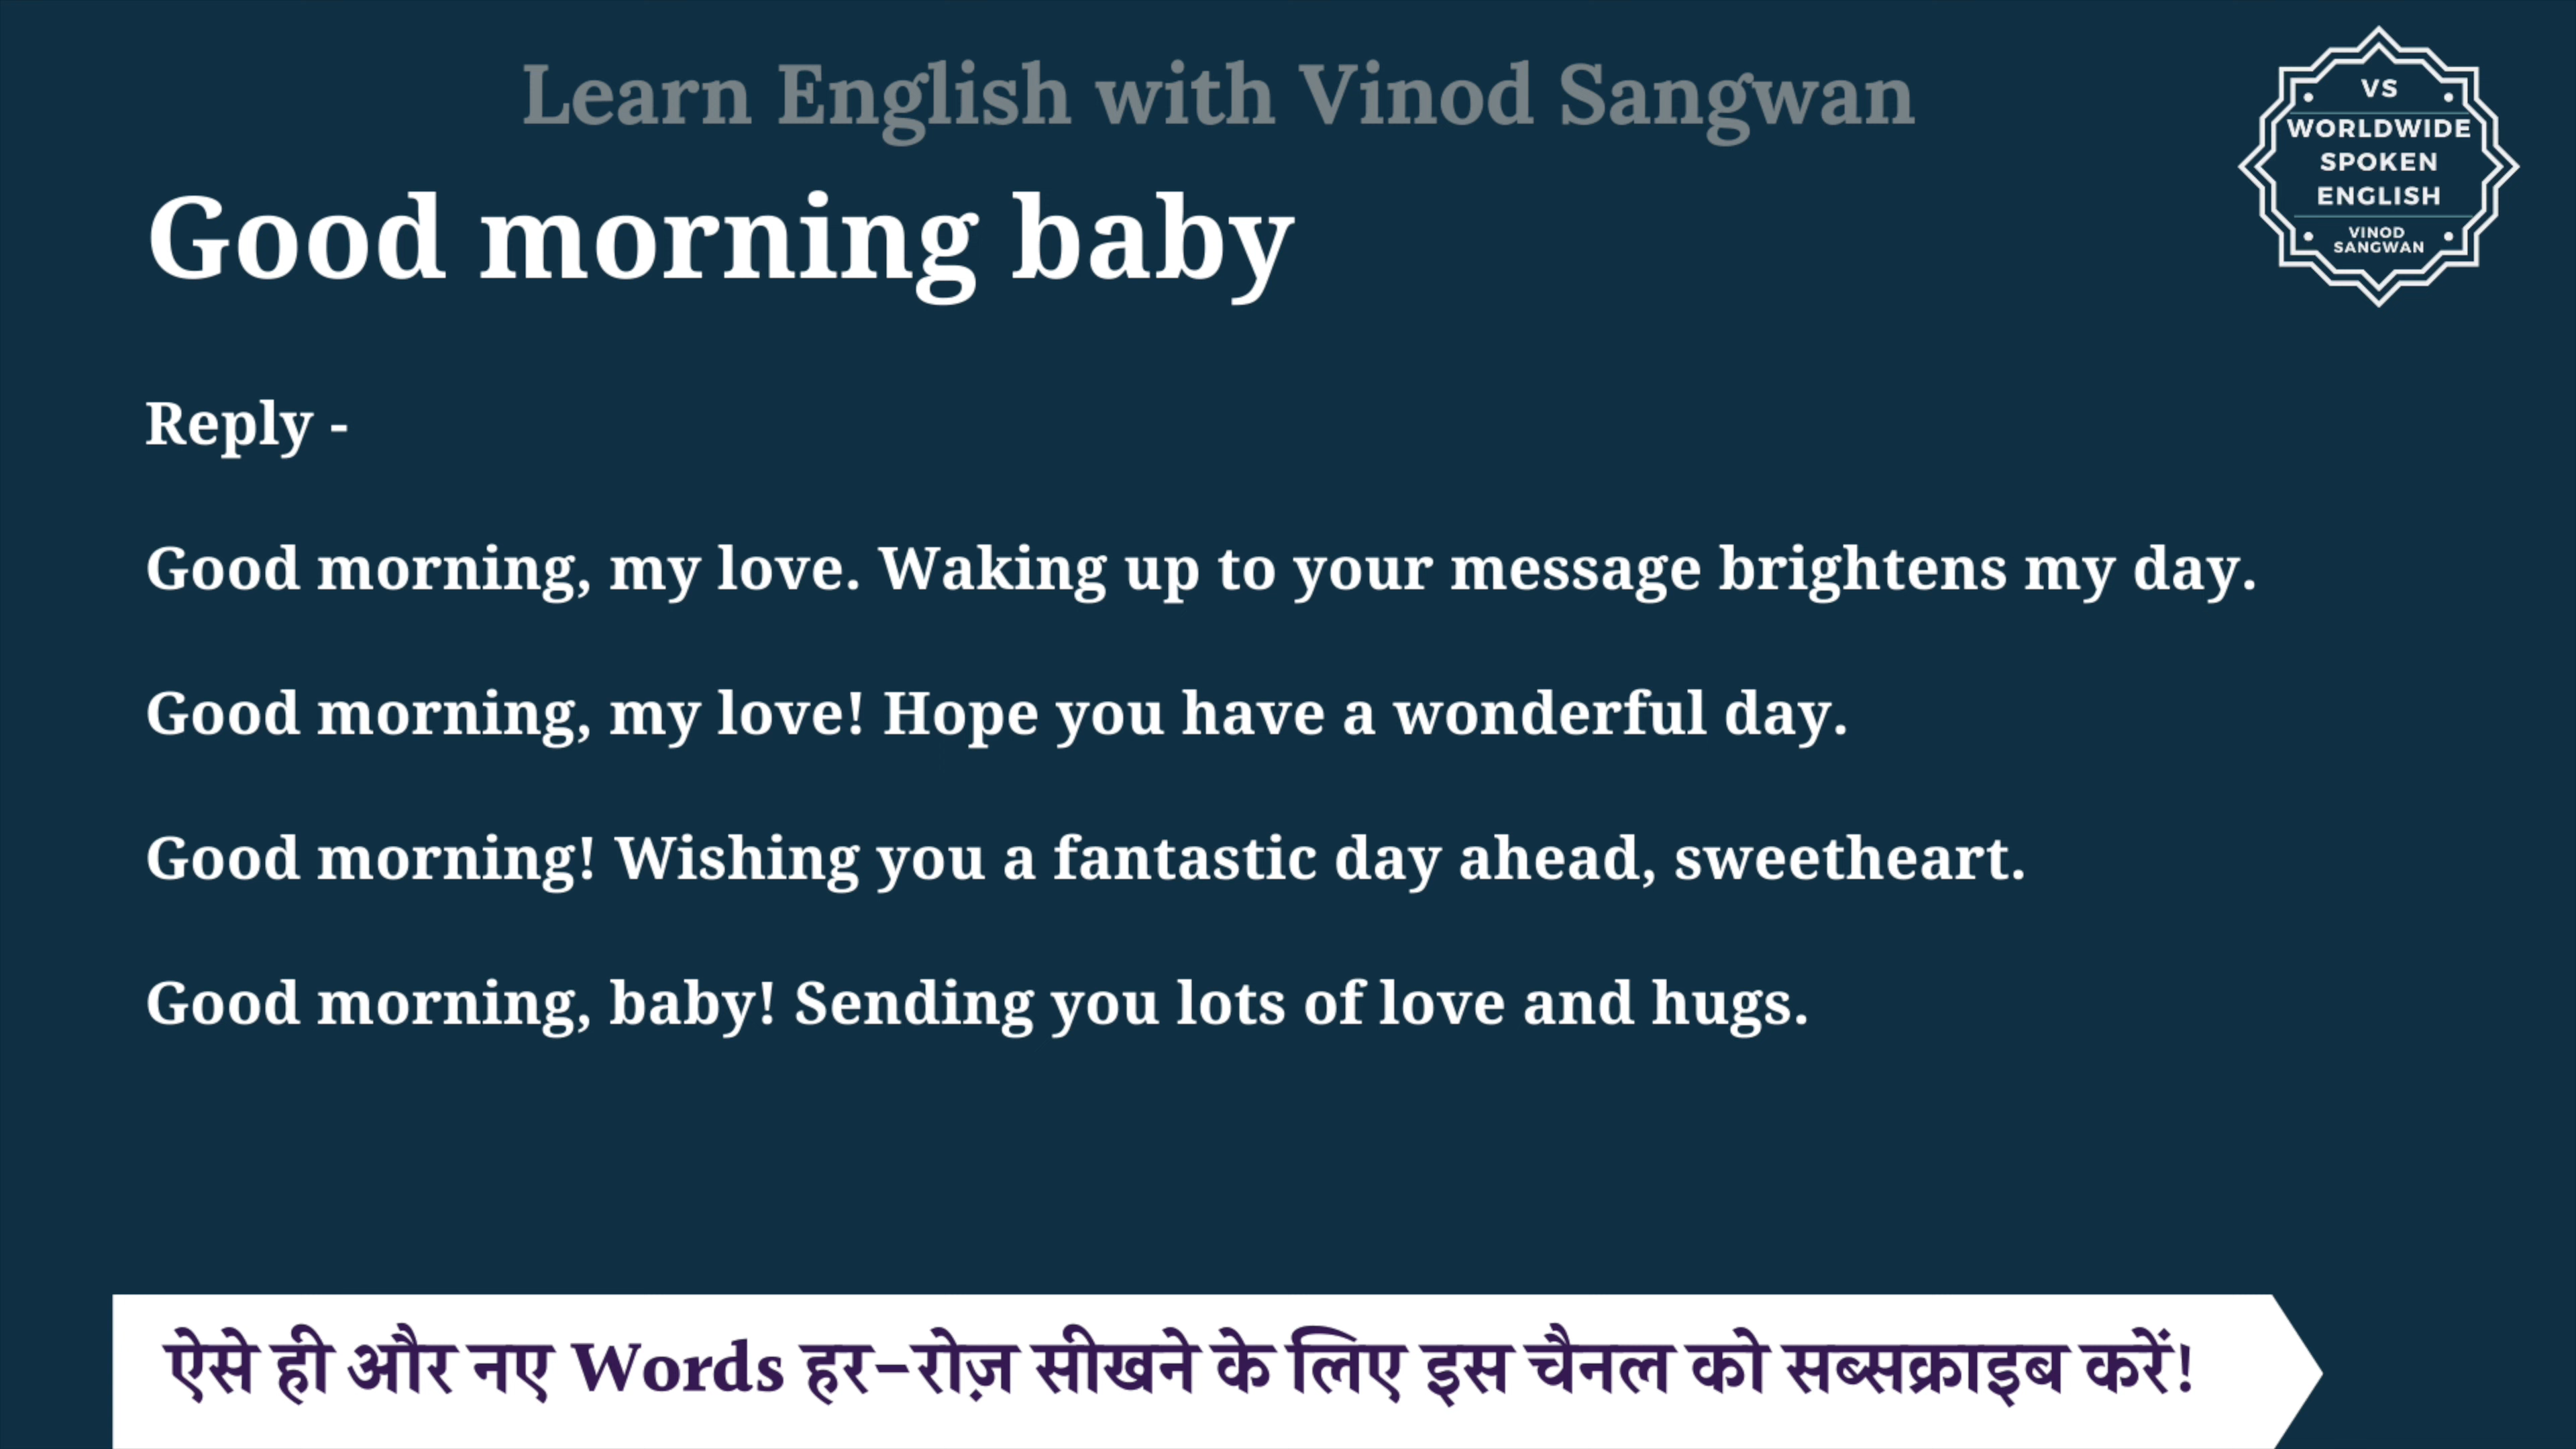 Learn English with Vinod Sangwan
VS
WORLDWIDE
SPOKEN
ENGLISH
VINOD
SANGWAN
Good morning baby
Reply -
Good morning, my love. Waking up to your message brightens my day.
Good morning, my love! Hope you have a wonderful day.
Good morning! Wishing you a fantastic day ahead, sweetheart.
Good morning, baby! Sending you lots of love and hugs.
ऐसे ही और नए Words हर-रोज़ सीखने के लिए इस चैनल को सब्सक्राइब करें!